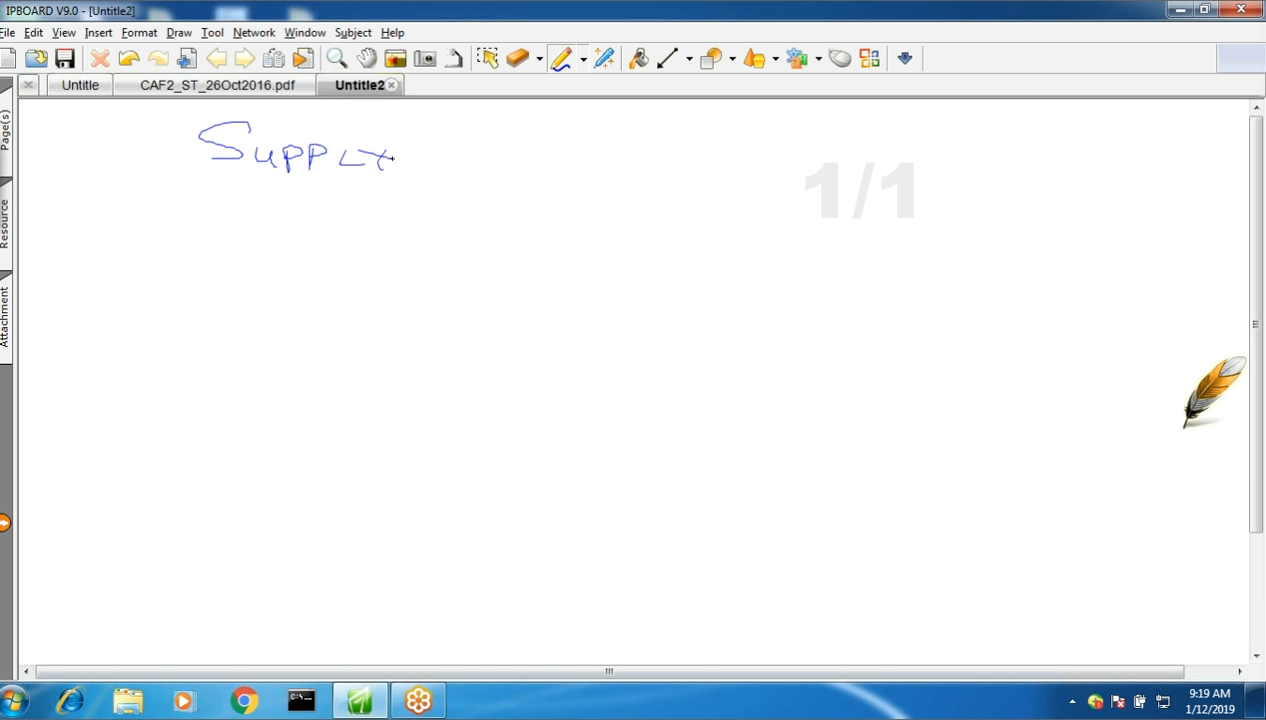 IPBOARD V9.0 - [Untitle2]
File Edit View Insert Format Draw Tool Network Window Subject Help
Untitle CAF2_ST_26Oct2016.pdf Untitle2
Page(s)
Resource
Attachment
SUPPLY
1/1
9:19 AM
1/12/2019